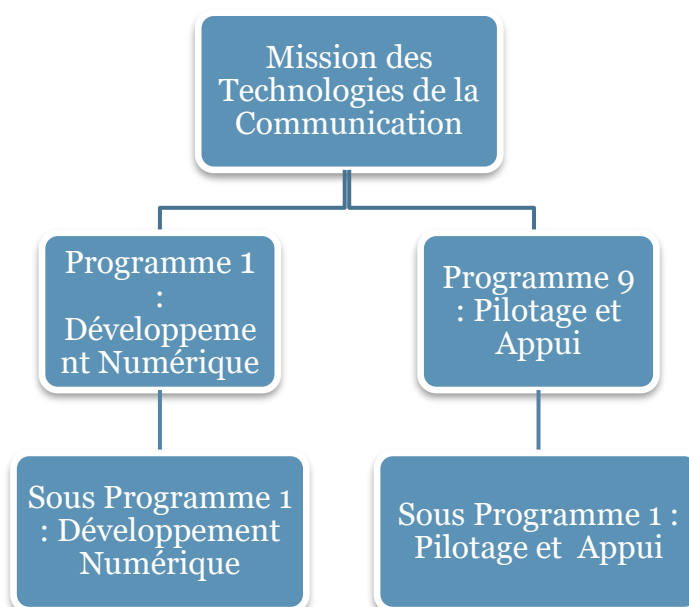 Mission des
Technologies de la
Communication
Programme 1
:
Développeme
nt Numérique
Programme 9
: Pilotage et
Appui
Sous Programme 1
: Développement
Numérique
Sous Programme 1 :
Pilotage et Appui